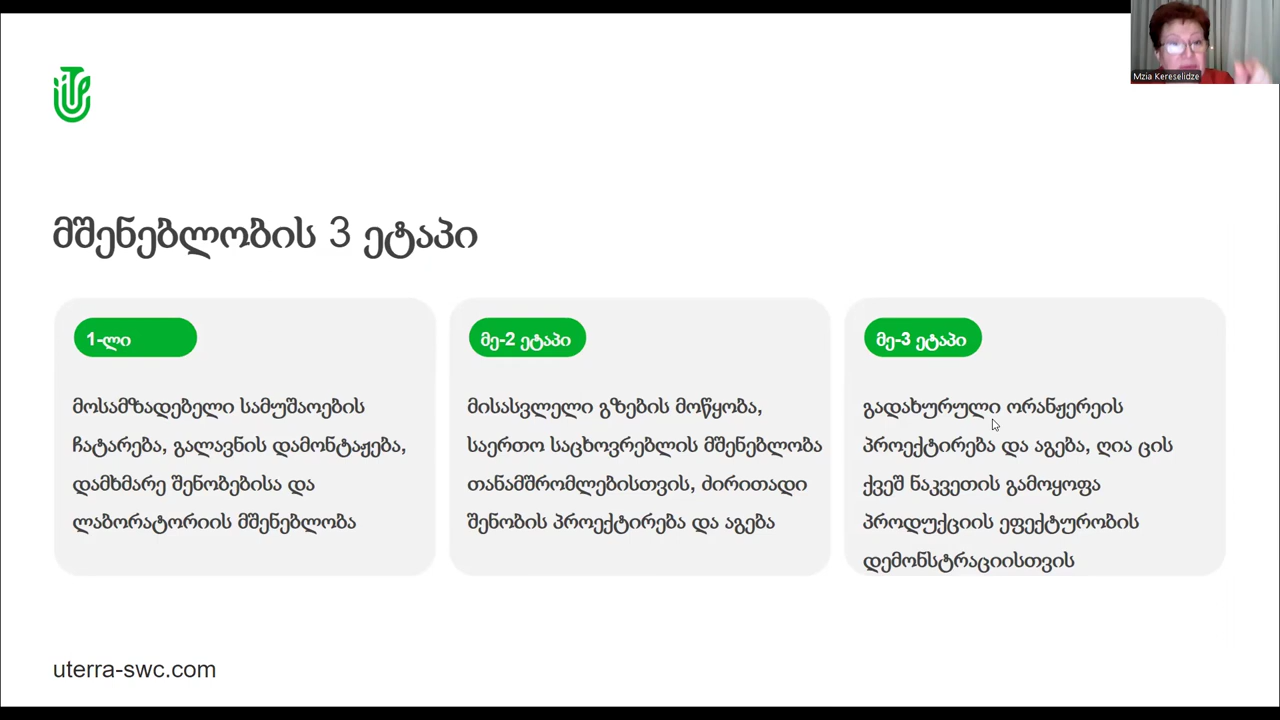 Mzia Kereselidze
მშენებლობის 3 ეტაპი
1-ლი
მოსამზადებელი სამუშაოების
ჩატარება, გალავნის დამონტაჟება,
დამხმარე შენობებისა და
ლაბორატორიის მშენებლობა
მე-2 ეტაპი
მისასვლელი გზების მოწყობა,
საერთო საცხოვრებლის მშენებლობა
თანამშრომლებისთვის, ძირითადი
შენობის პროექტირება და აგება
მე-3 ეტაპი
გადახურული ორანჟერეის
პროექტირება და აგება, ღია ცის
ქვეშ ნაკვეთის გამოყოფა
პროდუქციის ეფექტურობის
დემონსტრაციისთვის
uterra-swc.com